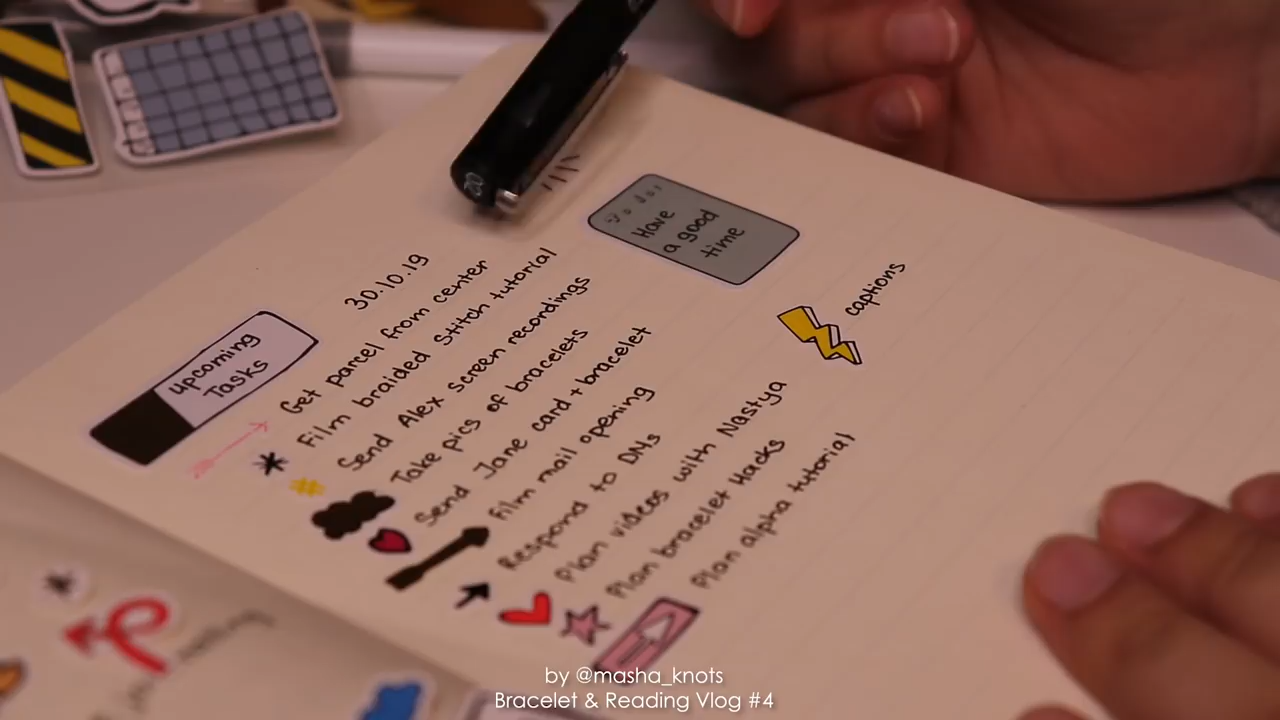 30.10.19
Upcoming
Tasks
Get parcel from center
Film braided stitch tutorial
Send Alex screen recordings
Take pics of bracelets
Send Jane card + bracelet
Film mail opening
Respond to DMs
Plan videos with Nastya
Plan bracelet Hacks
Plan alpha tutorial
Have
a good
time
captions
by @masha_knots
Bracelet & Reading Vlog #4